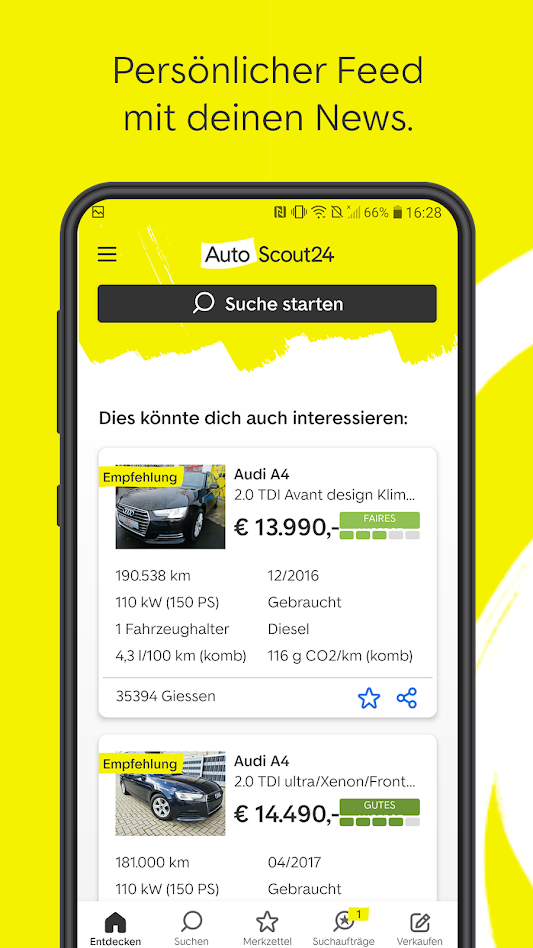 Persönlicher Feed
mit deinen News.
66% 16:28
Auto Scout24
Suche starten
Dies könnte dich auch interessieren:
Empfehlung
Audi A4
2.0 TDI Avant design Klim...
€ 13.990,-
FAIRES
190.538 km
12/2016
110 kW (150 PS)
Gebraucht
1 Fahrzeughalter
Diesel
4,3 l/100 km (komb)
116 g CO2/km (komb)
35394 Giessen
Empfehlung
Audi A4
2.0 TDI ultra/Xenon/Front...
€ 14.490,-
GUTES
181.000 km
04/2017
110 kW (150 PS)
Gebraucht
1
Entdecken
Suchen
Merkzettel
Suchaufträge
Verkaufen